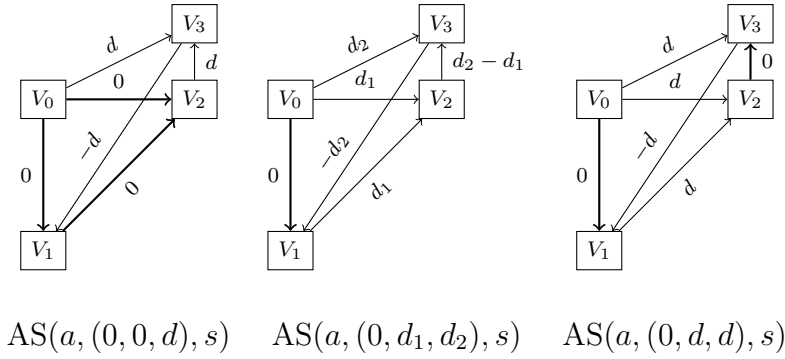 V₃ V₃ V₃
d d₂ d
d d₂ − d₁ 0
0 d₁ d
V₀ V₂ V₀ V₂ V₀ V₂
−d −d₂ −d
0 0 0 d₁ 0 d
V₁ V₁ V₁
AS(a, (0, 0, d), s) AS(a, (0, d₁, d₂), s) AS(a, (0, d, d), s)